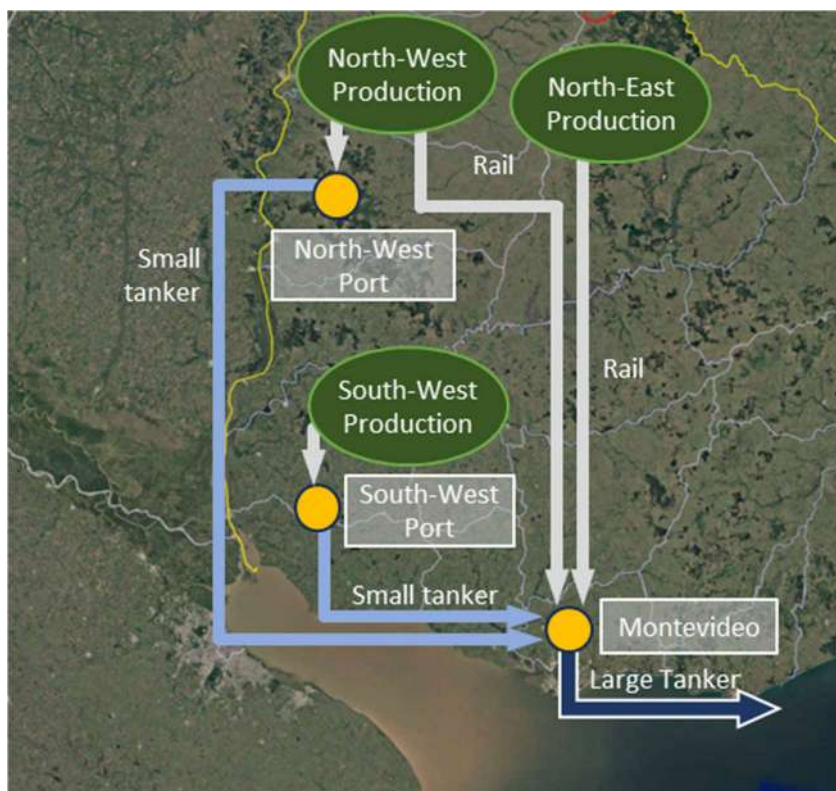 North-West
Production
North-East
Production
Rail
Small
tanker
North-West
Port
Rail
South-West
Production
South-West
Port
Small tanker
Montevideo
Large Tanker